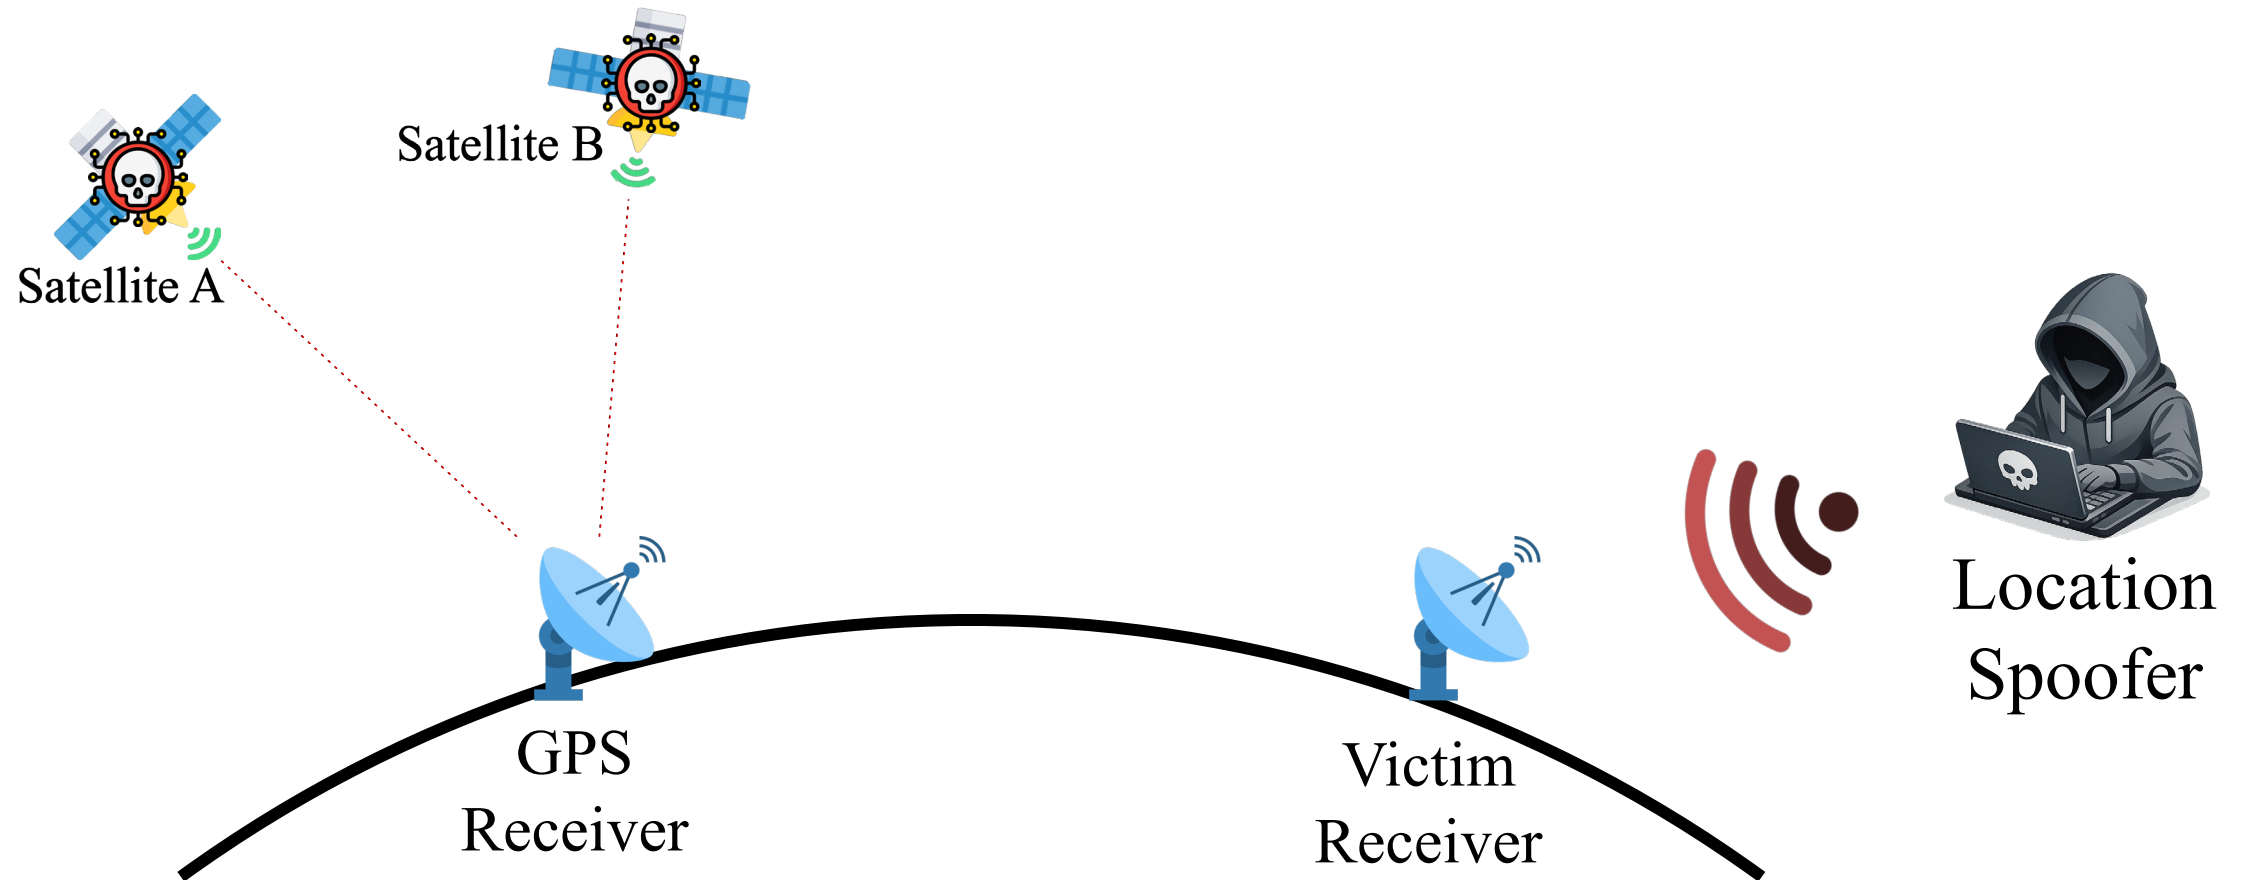 Satellite A
Satellite B
GPS
Receiver
Victim
Receiver
Location
Spoofer